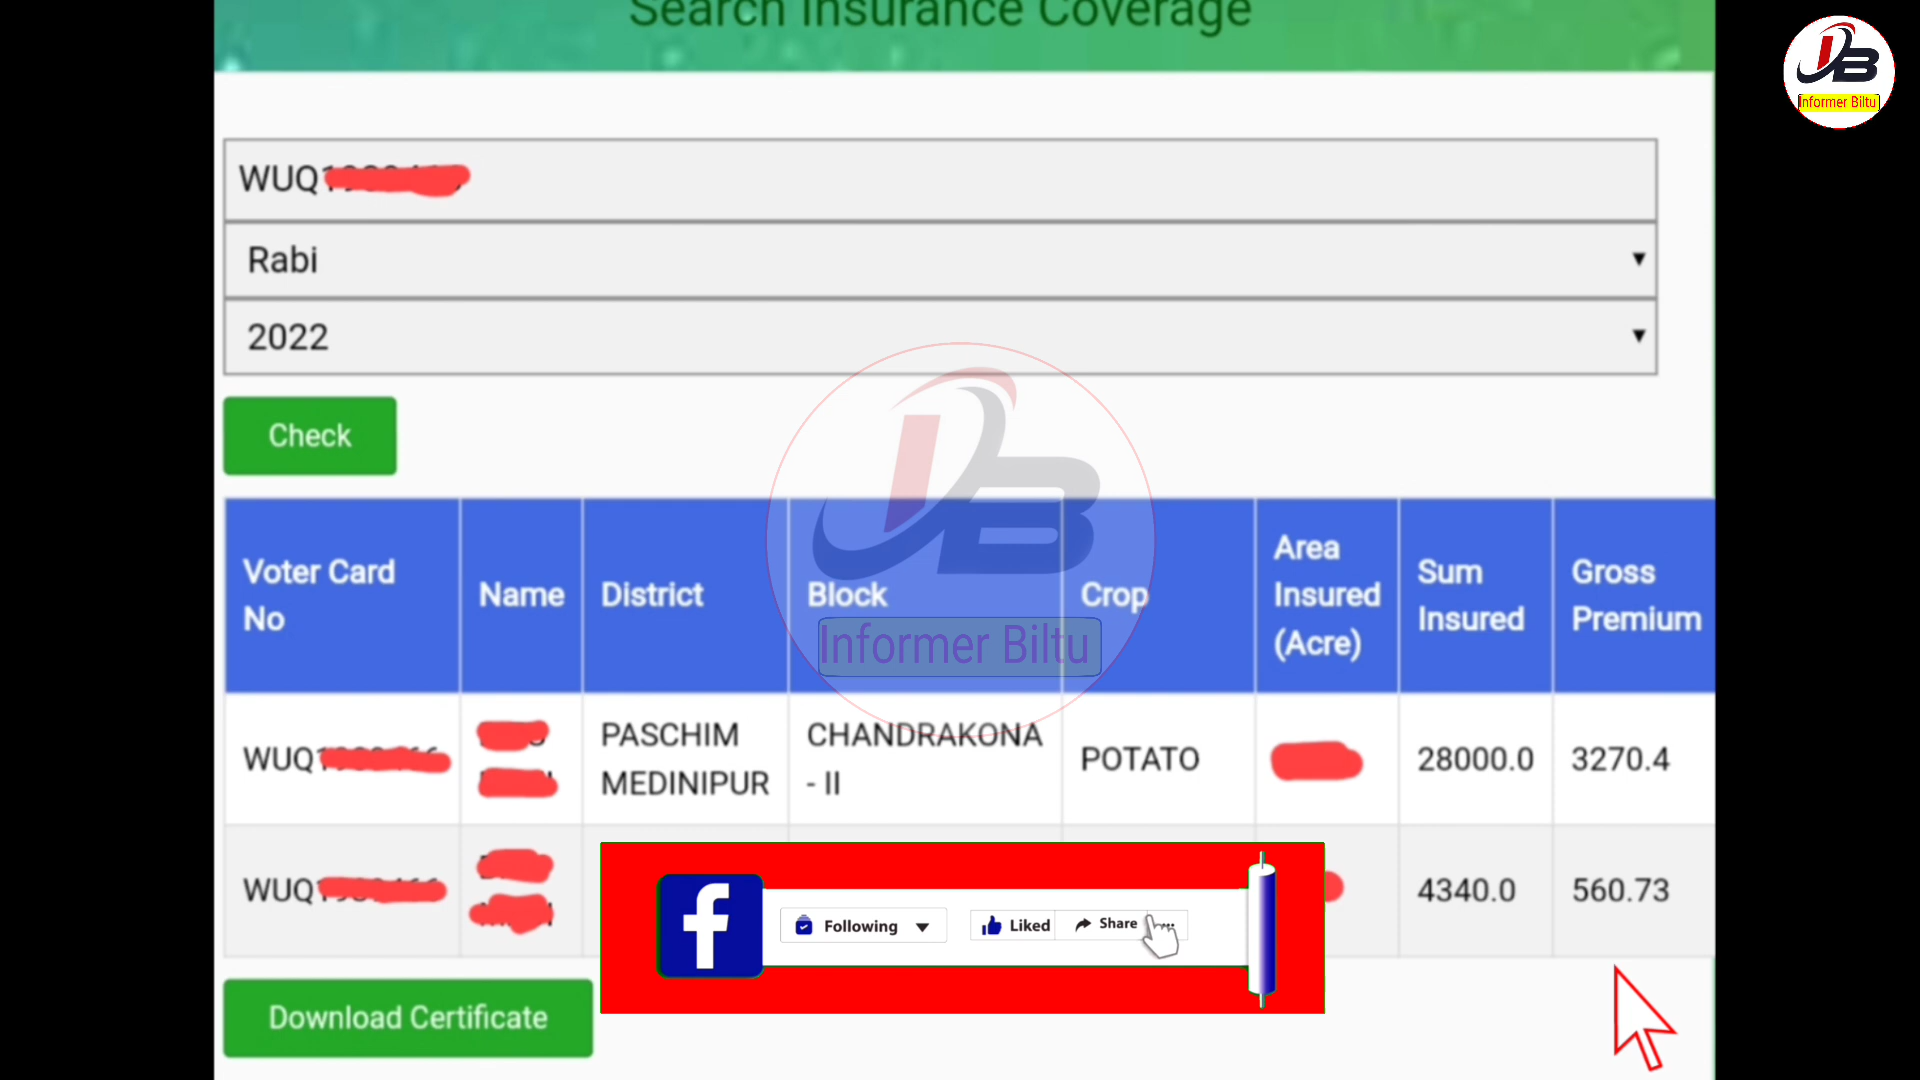 Search Insurance Coverage
Informer Biltu
WUQ
Rabi
2022
Check
Voter Card No
Name
District
Block
Crop
Area Insured (Acre)
Sum Insured
Gross Premium
Informer Biltu
WUQ
PASCHIM MEDINIPUR
CHANDRAKONA - II
POTATO
28000.0
3270.4
WUQ
4340.0
560.73
Following
Liked
Share
Download Certificate